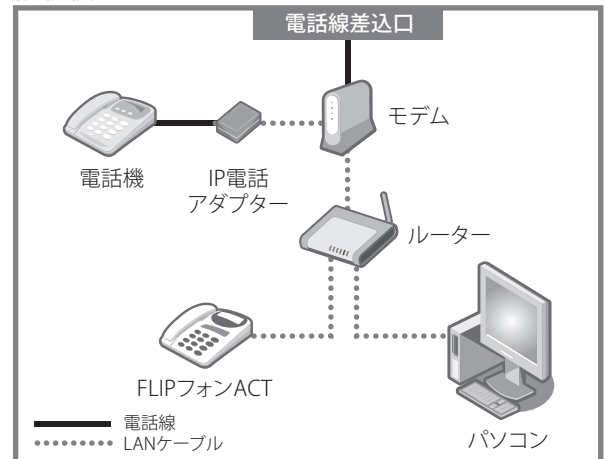 電話線差込口
モデム
電話機
IP電話
アダプター
ルーター
FLIPフォンACT
パソコン
電話線
LANケーブル